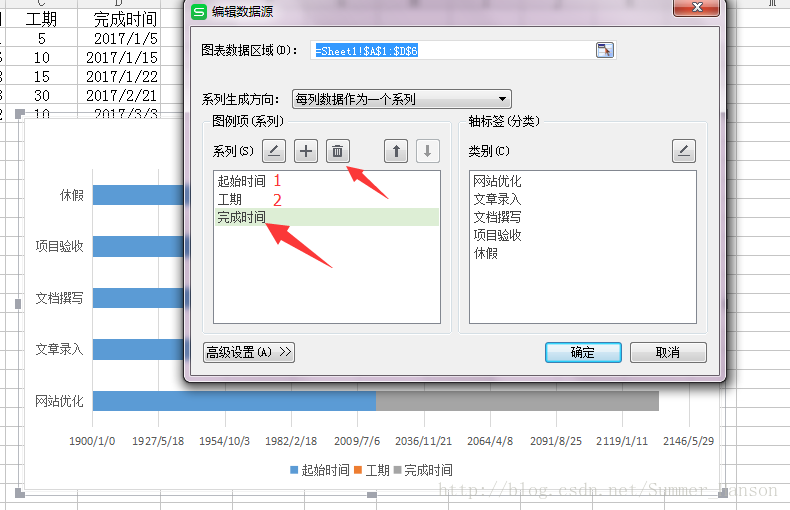 C D
工期 完成时间
5 2017/1/5
10 2017/1/15
15 2017/1/22
30 2017/2/21
10 2017/3/3
编辑数据源
图表数据区域(D):
=Sheet1!$A$1:$D$6
系列生成方向:
每列数据作为一个系列
图例项(系列)
系列(S)
起始时间 1
工期 2
完成时间
轴标签(分类)
类别(C)
网站优化
文章录入
文档撰写
项目验收
休假
高级设置(A) >>
确定
取消
休假
项目验收
文档撰写
文章录入
网站优化
1900/1/0 1927/5/18 1954/10/3 1982/2/18 2009/7/6 2036/11/21 2064/4/8 2091/8/25 2119/1/11 2146/5/29
起始时间 工期 完成时间